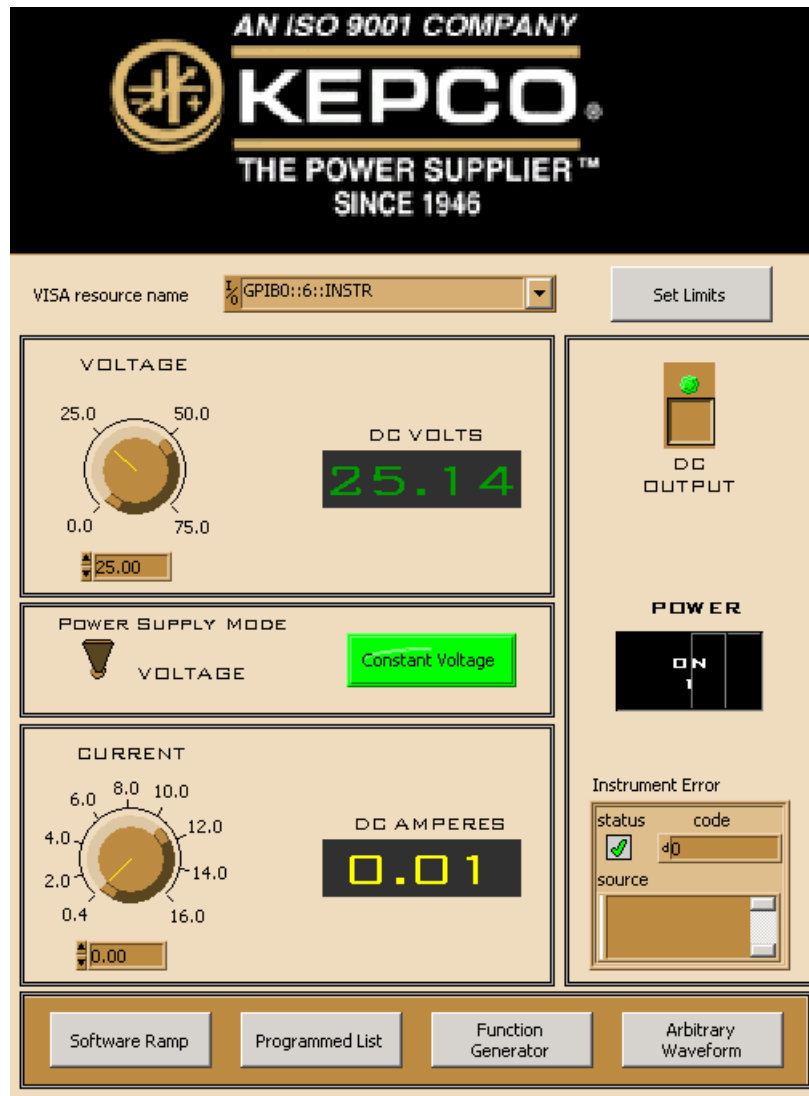 AN ISO 9001 COMPANY
KEPCO®
THE POWER SUPPLIER™
SINCE 1946
VISA resource name
I/O GPIB0::6::INSTR
Set Limits
VOLTAGE
25.0 50.0
0.0 75.0
25.00
DC VOLTS
25.14
DC
OUTPUT
POWER SUPPLY MODE
VOLTAGE
Constant Voltage
POWER
ON
1
CURRENT
6.0 8.0 10.0
4.0 12.0
2.0 14.0
0.4 16.0
0.00
DC AMPERES
0.01
Instrument Error
status code
d0
source
Software Ramp
Programmed List
Function
Generator
Arbitrary
Waveform